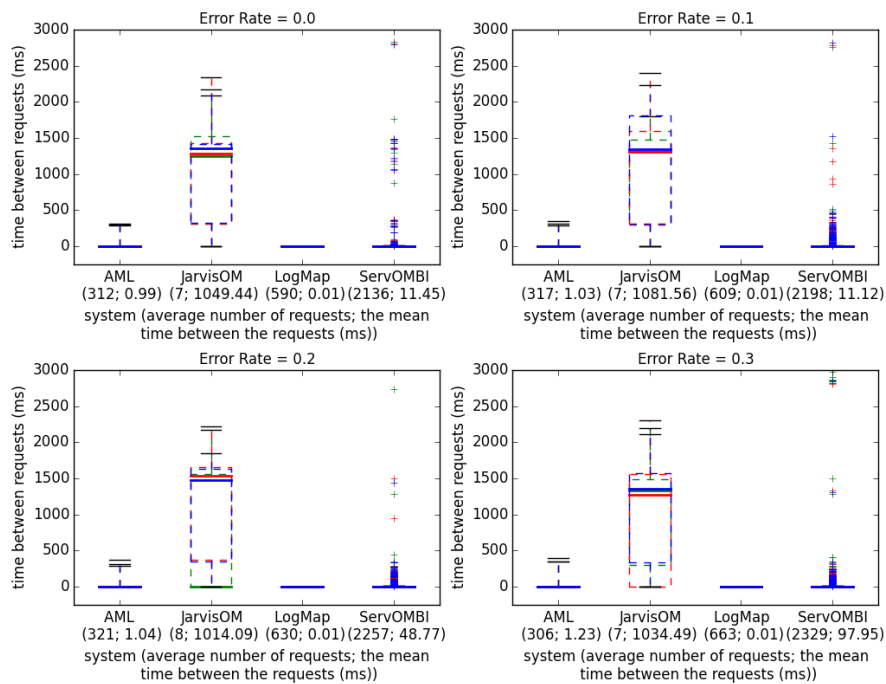 Error Rate = 0.0
time between requests (ms)
3000
2500
2000
1500
1000
500
0
AML JarvisOM LogMap ServOMBI
(312; 0.99) (7; 1049.44) (590; 0.01) (2136; 11.45)
system (average number of requests; the mean
time between the requests (ms))
Error Rate = 0.1
time between requests (ms)
3000
2500
2000
1500
1000
500
0
AML JarvisOM LogMap ServOMBI
(317; 1.03) (7; 1081.56) (609; 0.01) (2198; 11.12)
system (average number of requests; the mean
time between the requests (ms))
Error Rate = 0.2
time between requests (ms)
3000
2500
2000
1500
1000
500
0
AML JarvisOM LogMap ServOMBI
(321; 1.04) (8; 1014.09) (630; 0.01) (2257; 48.77)
system (average number of requests; the mean
time between the requests (ms))
Error Rate = 0.3
time between requests (ms)
3000
2500
2000
1500
1000
500
0
AML JarvisOM LogMap ServOMBI
(306; 1.23) (7; 1034.49) (663; 0.01) (2329; 97.95)
system (average number of requests; the mean
time between the requests (ms))